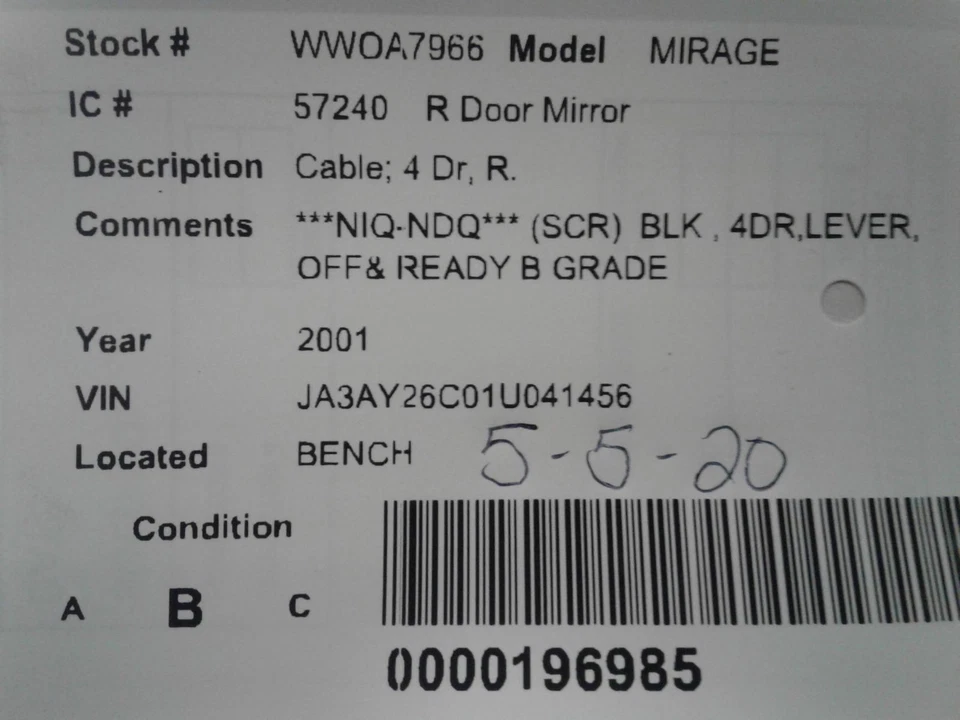 Stock # WWOA7966 Model MIRAGE
IC # 57240 R Door Mirror
Description Cable; 4 Dr, R.
Comments ***NIQ-NDQ*** (SCR) BLK , 4DR,LEVER,
OFF& READY B GRADE
Year 2001
VIN JA3AY26C01U041456
Located BENCH 5-5-20
Condition
A B C
0000196985